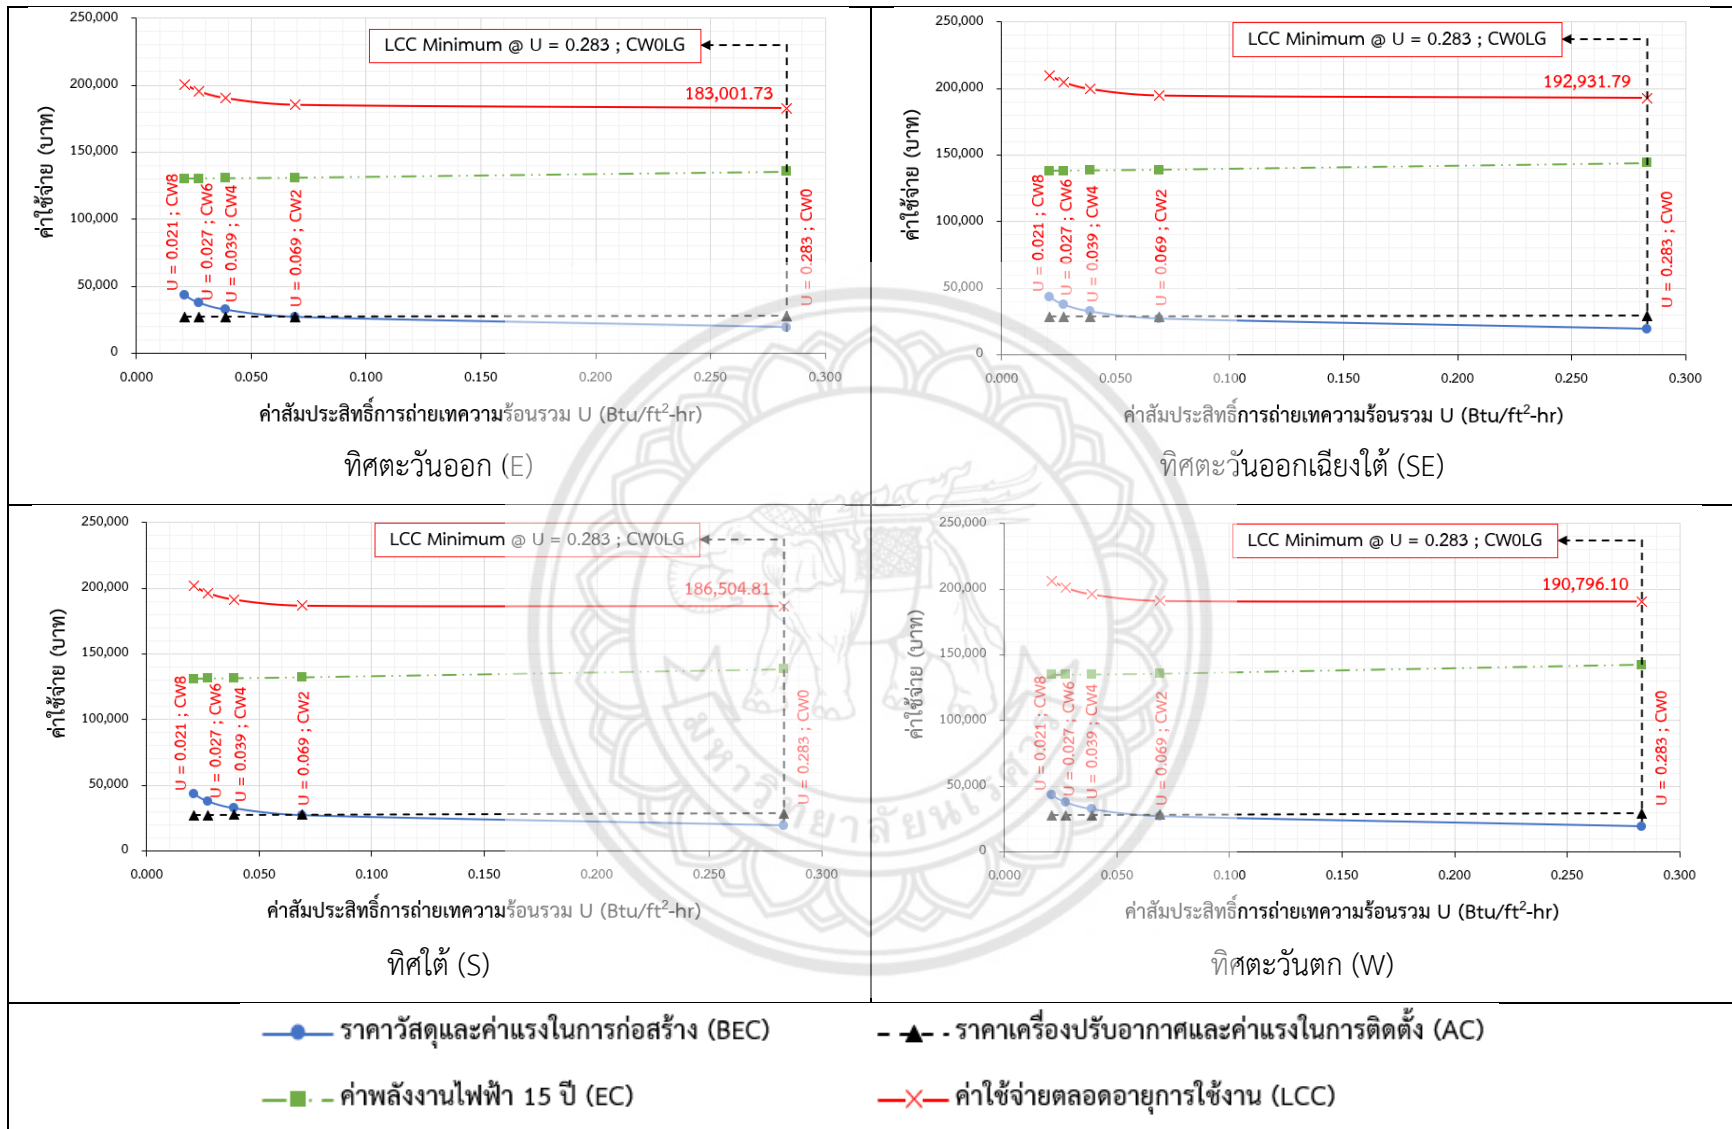 250,000
200,000
150,000
100,000
50,000
0
LCC Minimum @ U = 0.283 ; CW0LG
183,001.73
U = 0.021 ; CW8
U = 0.027 ; CW6
U = 0.039 ; CW4
U = 0.069 ; CW2
U = 0.283 ; CW0
ค่าใช้จ่าย (บาท)
0.000 0.050 0.100 0.150 0.200 0.250 0.300
ค่าสัมประสิทธิ์การถ่ายเทความร้อนรวม U (Btu/ft²-hr)
ทิศตะวันออก (E)
250,000
200,000
150,000
100,000
50,000
0
LCC Minimum @ U = 0.283 ; CW0LG
192,931.79
U = 0.021 ; CW8
U = 0.027 ; CW6
U = 0.039 ; CW4
U = 0.069 ; CW2
U = 0.283 ; CW0
ค่าใช้จ่าย (บาท)
0.000 0.050 0.100 0.150 0.200 0.250 0.300
ค่าสัมประสิทธิ์การถ่ายเทความร้อนรวม U (Btu/ft²-hr)
ทิศตะวันออกเฉียงใต้ (SE)
250,000
200,000
150,000
100,000
50,000
0
LCC Minimum @ U = 0.283 ; CW0LG
186,504.81
U = 0.021 ; CW8
U = 0.027 ; CW6
U = 0.039 ; CW4
U = 0.069 ; CW2
U = 0.283 ; CW0
ค่าใช้จ่าย (บาท)
0.000 0.050 0.100 0.150 0.200 0.250 0.300
ค่าสัมประสิทธิ์การถ่ายเทความร้อนรวม U (Btu/ft²-hr)
ทิศใต้ (S)
250,000
200,000
150,000
100,000
50,000
0
LCC Minimum @ U = 0.283 ; CW0LG
190,796.10
U = 0.021 ; CW8
U = 0.027 ; CW6
U = 0.039 ; CW4
U = 0.069 ; CW2
U = 0.283 ; CW0
ค่าใช้จ่าย (บาท)
0.000 0.050 0.100 0.150 0.200 0.250 0.300
ค่าสัมประสิทธิ์การถ่ายเทความร้อนรวม U (Btu/ft²-hr)
ทิศตะวันตก (W)
มหาวิทยาลัยนเรศวร
ราคาวัสดุและค่าแรงในการก่อสร้าง (BEC)
ราคาเครื่องปรับอากาศและค่าแรงในการติดตั้ง (AC)
ค่าพลังงานไฟฟ้า 15 ปี (EC)
ค่าใช้จ่ายตลอดอายุการใช้งาน (LCC)